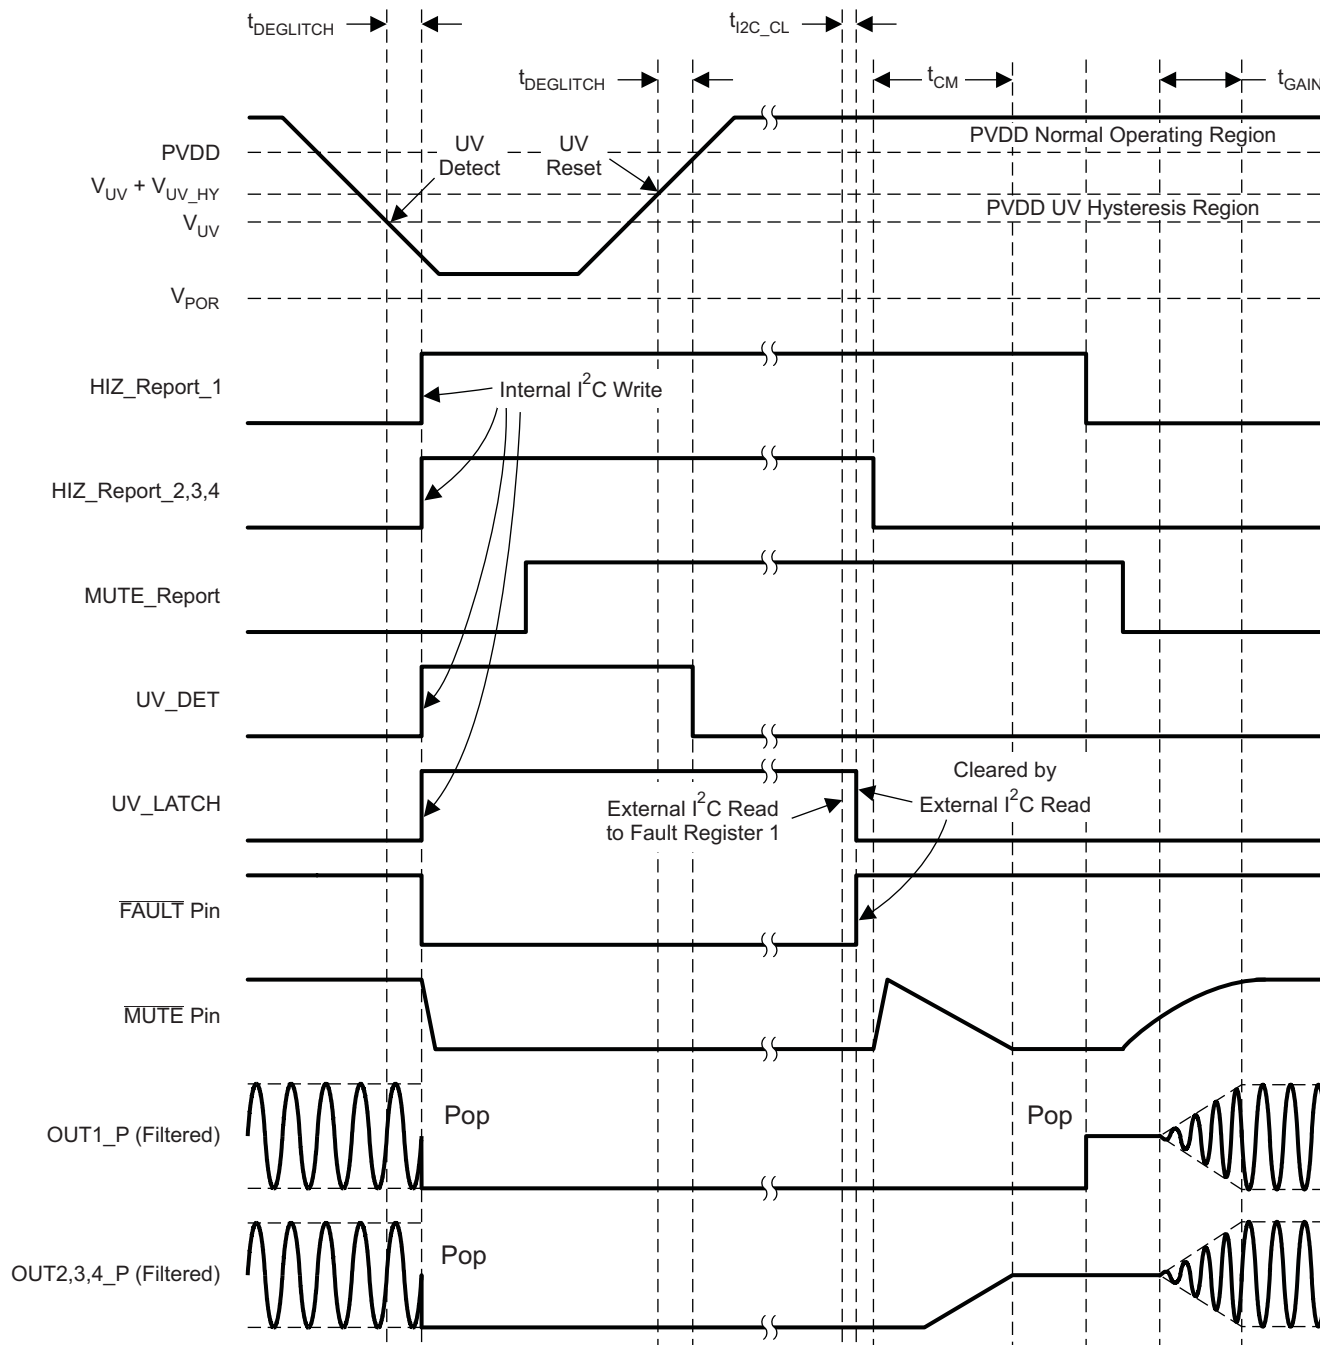 tDEGLITCH
tI2C_CL
tDEGLITCH
tCM
tGAIN
PVDD Normal Operating Region
UV
Detect
UV
Reset
PVDD
VUV + VUV_HY
PVDD UV Hysteresis Region
VUV
VPOR
HIZ_Report_1
Internal I2C Write
HIZ_Report_2,3,4
MUTE_Report
UV_DET
Cleared by
External I2C Read
UV_LATCH
External I2C Read
to Fault Register 1
FAULT Pin
MUTE Pin
Pop
Pop
OUT1_P (Filtered)
Pop
OUT2,3,4_P (Filtered)